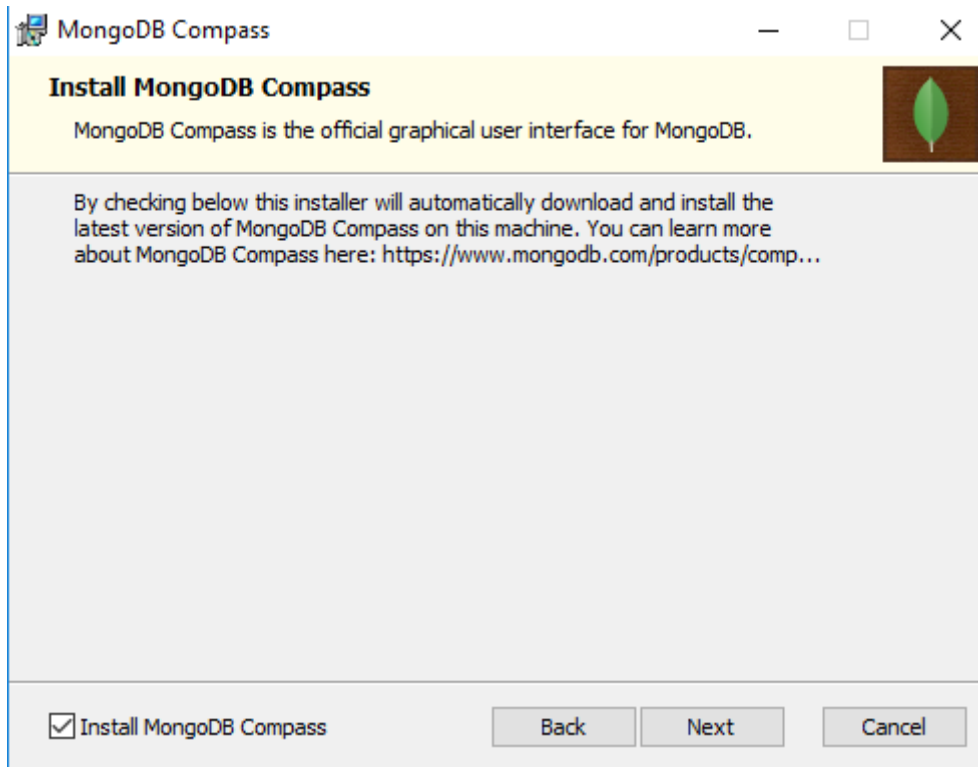 MongoDB Compass
Install MongoDB Compass
MongoDB Compass is the official graphical user interface for MongoDB.
By checking below this installer will automatically download and install the
latest version of MongoDB Compass on this machine. You can learn more
about MongoDB Compass here: https://www.mongodb.com/products/comp...
Install MongoDB Compass
Back
Next
Cancel